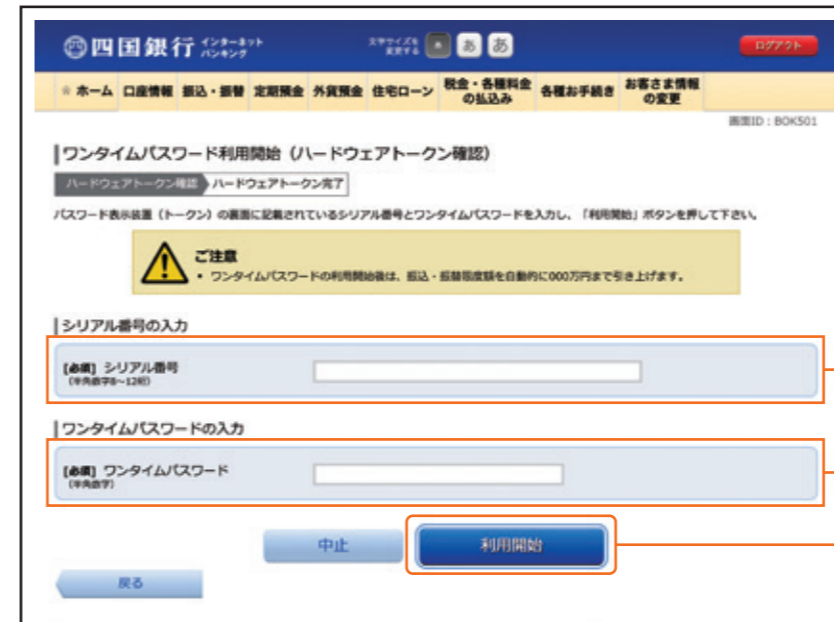 四国銀行 インターネットバンキング
文字サイズを変更する あ あ
ログアウト
ホーム 口座情報 振込・振替 定期預金 外貨預金 住宅ローン 税金・各種料金の払込み 各種お手続き お客さま情報の変更
画面ID：BOK501
ワンタイムパスワード利用開始（ハードウェアトークン確認）
ハードウェアトークン確認 ハードウェアトークン完了
パスワード表示装置（トークン）の裏面に記載されているシリアル番号とワンタイムパスワードを入力し、「利用開始」ボタンを押して下さい。
ご注意
・ ワンタイムパスワードの利用開始後は、振込・振替限度額を自動的に000万円まで引き上げます。
シリアル番号の入力
[必須] シリアル番号
（半角数字8～12桁）
ワンタイムパスワードの入力
[必須] ワンタイムパスワード
（半角数字）
中止 利用開始
戻る